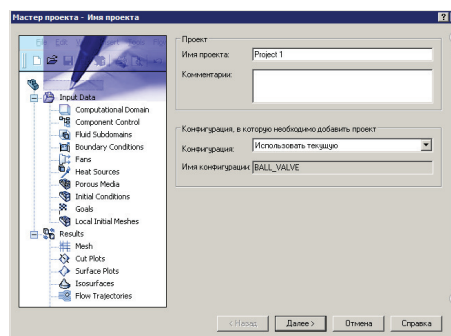 Мастер проекта - Имя проекта
Проект
Имя проекта:
Project 1
Комментарии:
Input Data
Computational Domain
Component Control
Fluid Subdomains
Boundary Conditions
Fans
Heat Sources
Porous Media
Initial Conditions
Goals
Local Initial Meshes
Results
Mesh
Cut Plots
Surface Plots
Isosurfaces
Flow Trajectories
Конфигурация, в которую необходимо добавить проект
Конфигурация:
Использовать текущую
Имя конфигурации:
BALL_VALVE
< Назад
Далее >
Отмена
Справка